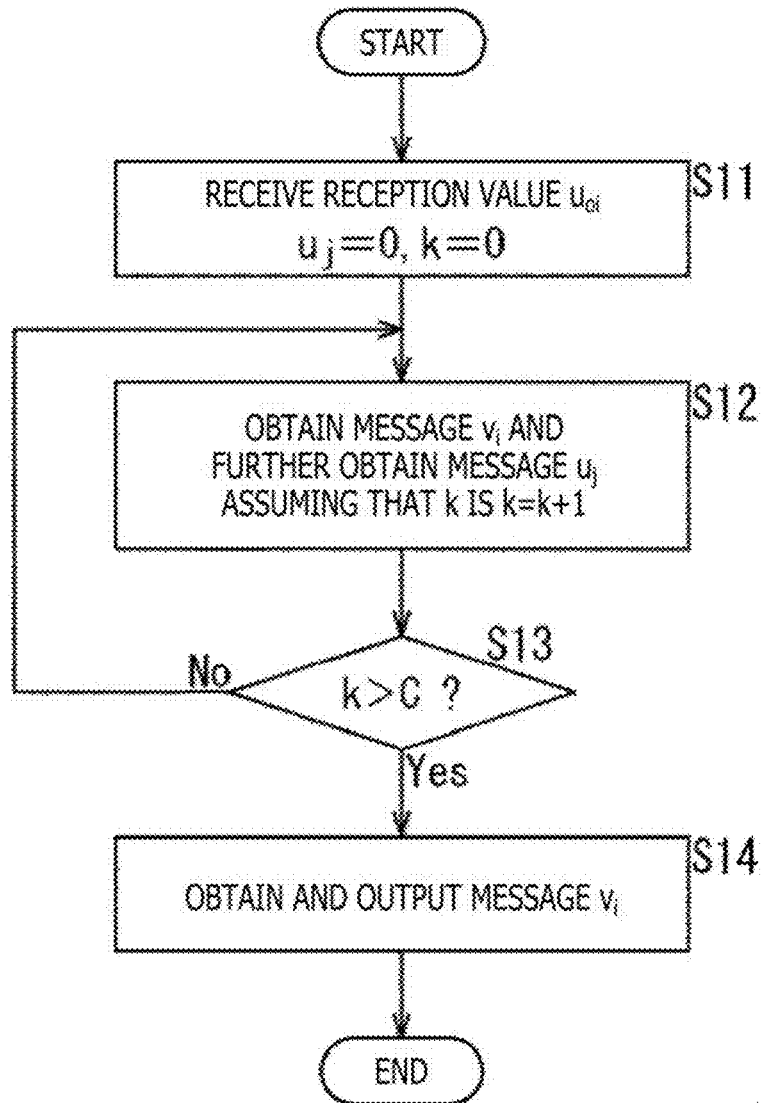 START
S11
RECEIVE RECEPTION VALUE u₀ᵢ
uⱼ=0, k=0
S12
OBTAIN MESSAGE vᵢ AND
FURTHER OBTAIN MESSAGE uⱼ
ASSUMING THAT k IS k=k+1
S13
No
k>C ?
Yes
S14
OBTAIN AND OUTPUT MESSAGE vᵢ
END